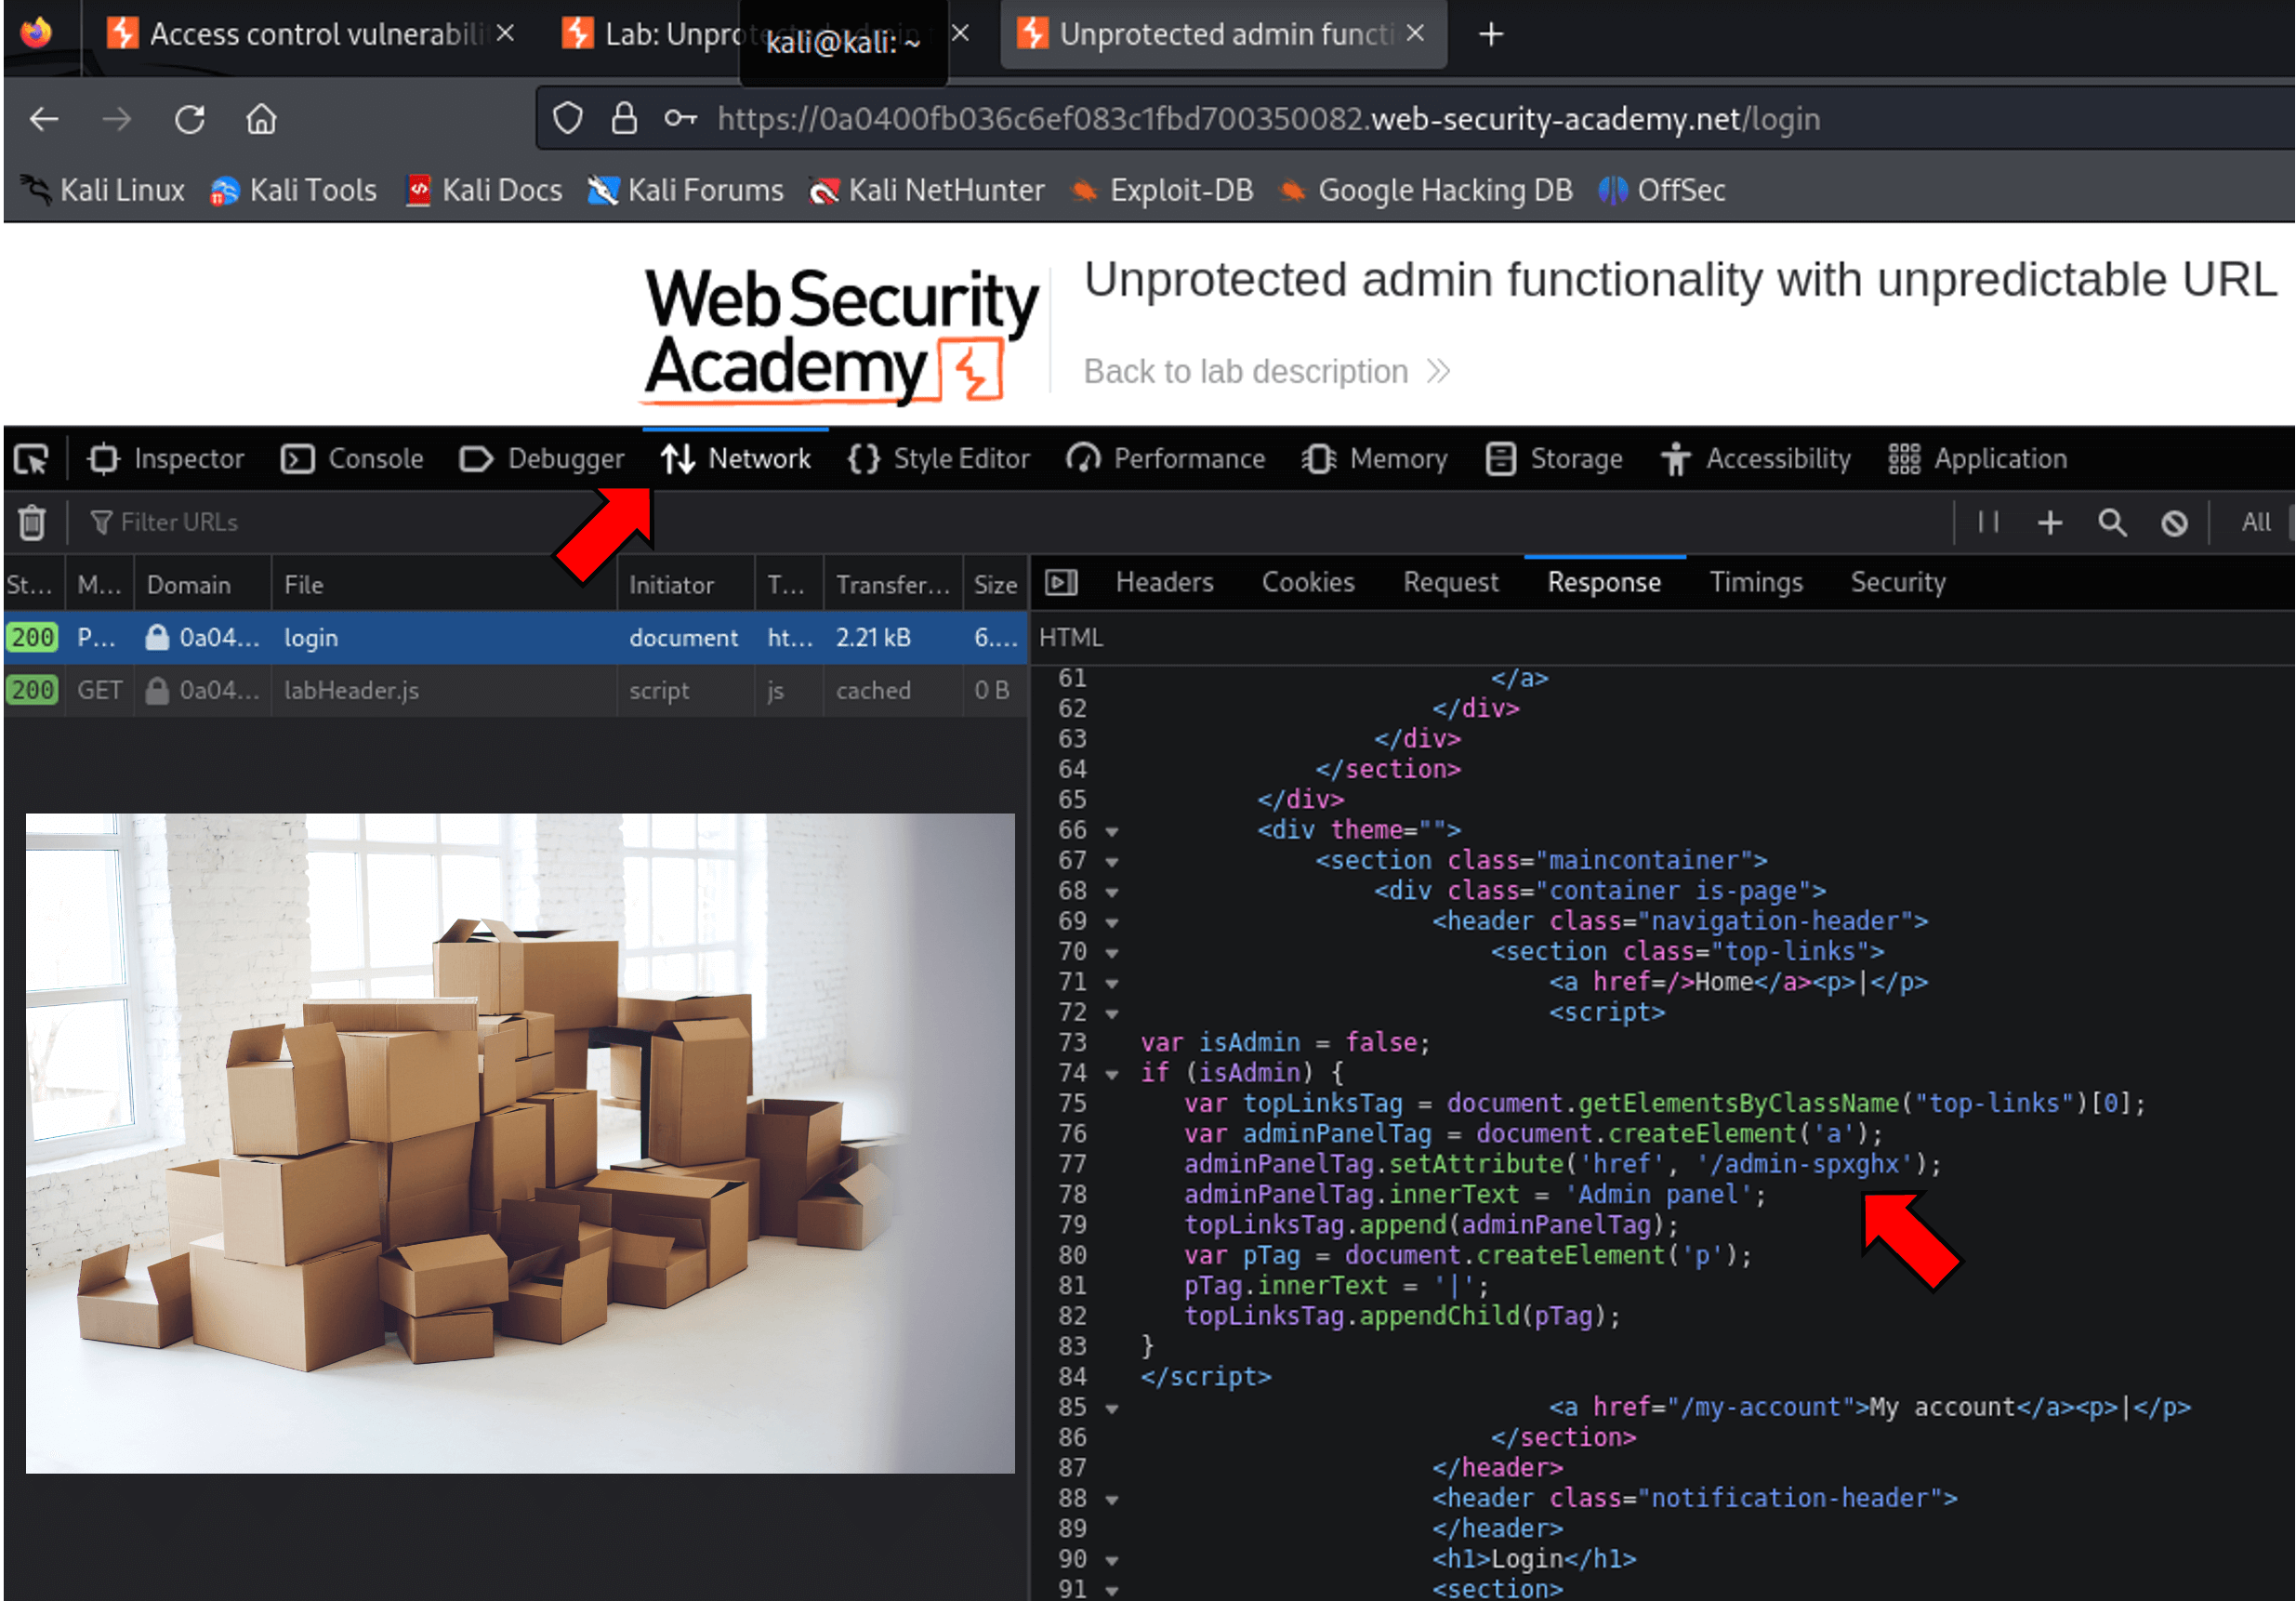 Access control vulnerabili
Lab: Unpro
kali@kali: ~
Unprotected admin functi
https://0a0400fb036c6ef083c1fbd700350082.web-security-academy.net/login
Kali Linux
Kali Tools
Kali Docs
Kali Forums
Kali NetHunter
Exploit-DB
Google Hacking DB
OffSec
Web Security
Academy
Unprotected admin functionality with unpredictable URL
Back to lab description
Inspector
Console
Debugger
Network
Style Editor
Performance
Memory
Storage
Accessibility
Application
Filter URLs
All
St... M... Domain File Initiator T... Transfer... Size
200 P... 0a04... login document ht... 2.21 kB 6....
200 GET 0a04... labHeader.js script js cached 0 B
Headers Cookies Request Response Timings Security
HTML
61 </a>
62 </div>
63 </div>
64 </section>
65 </div>
66 <div theme="">
67 <section class="maincontainer">
68 <div class="container is-page">
69 <header class="navigation-header">
70 <section class="top-links">
71 <a href=/>Home</a><p>|</p>
72 <script>
73 var isAdmin = false;
74 if (isAdmin) {
75 var topLinksTag = document.getElementsByClassName("top-links")[0];
76 var adminPanelTag = document.createElement('a');
77 adminPanelTag.setAttribute('href', '/admin-spxghx');
78 adminPanelTag.innerText = 'Admin panel';
79 topLinksTag.append(adminPanelTag);
80 var pTag = document.createElement('p');
81 pTag.innerText = '|';
82 topLinksTag.appendChild(pTag);
83 }
84 </script>
85 <a href="/my-account">My account</a><p>|</p>
86 </section>
87 </header>
88 <header class="notification-header">
89 </header>
90 <h1>Login</h1>
91 <section>